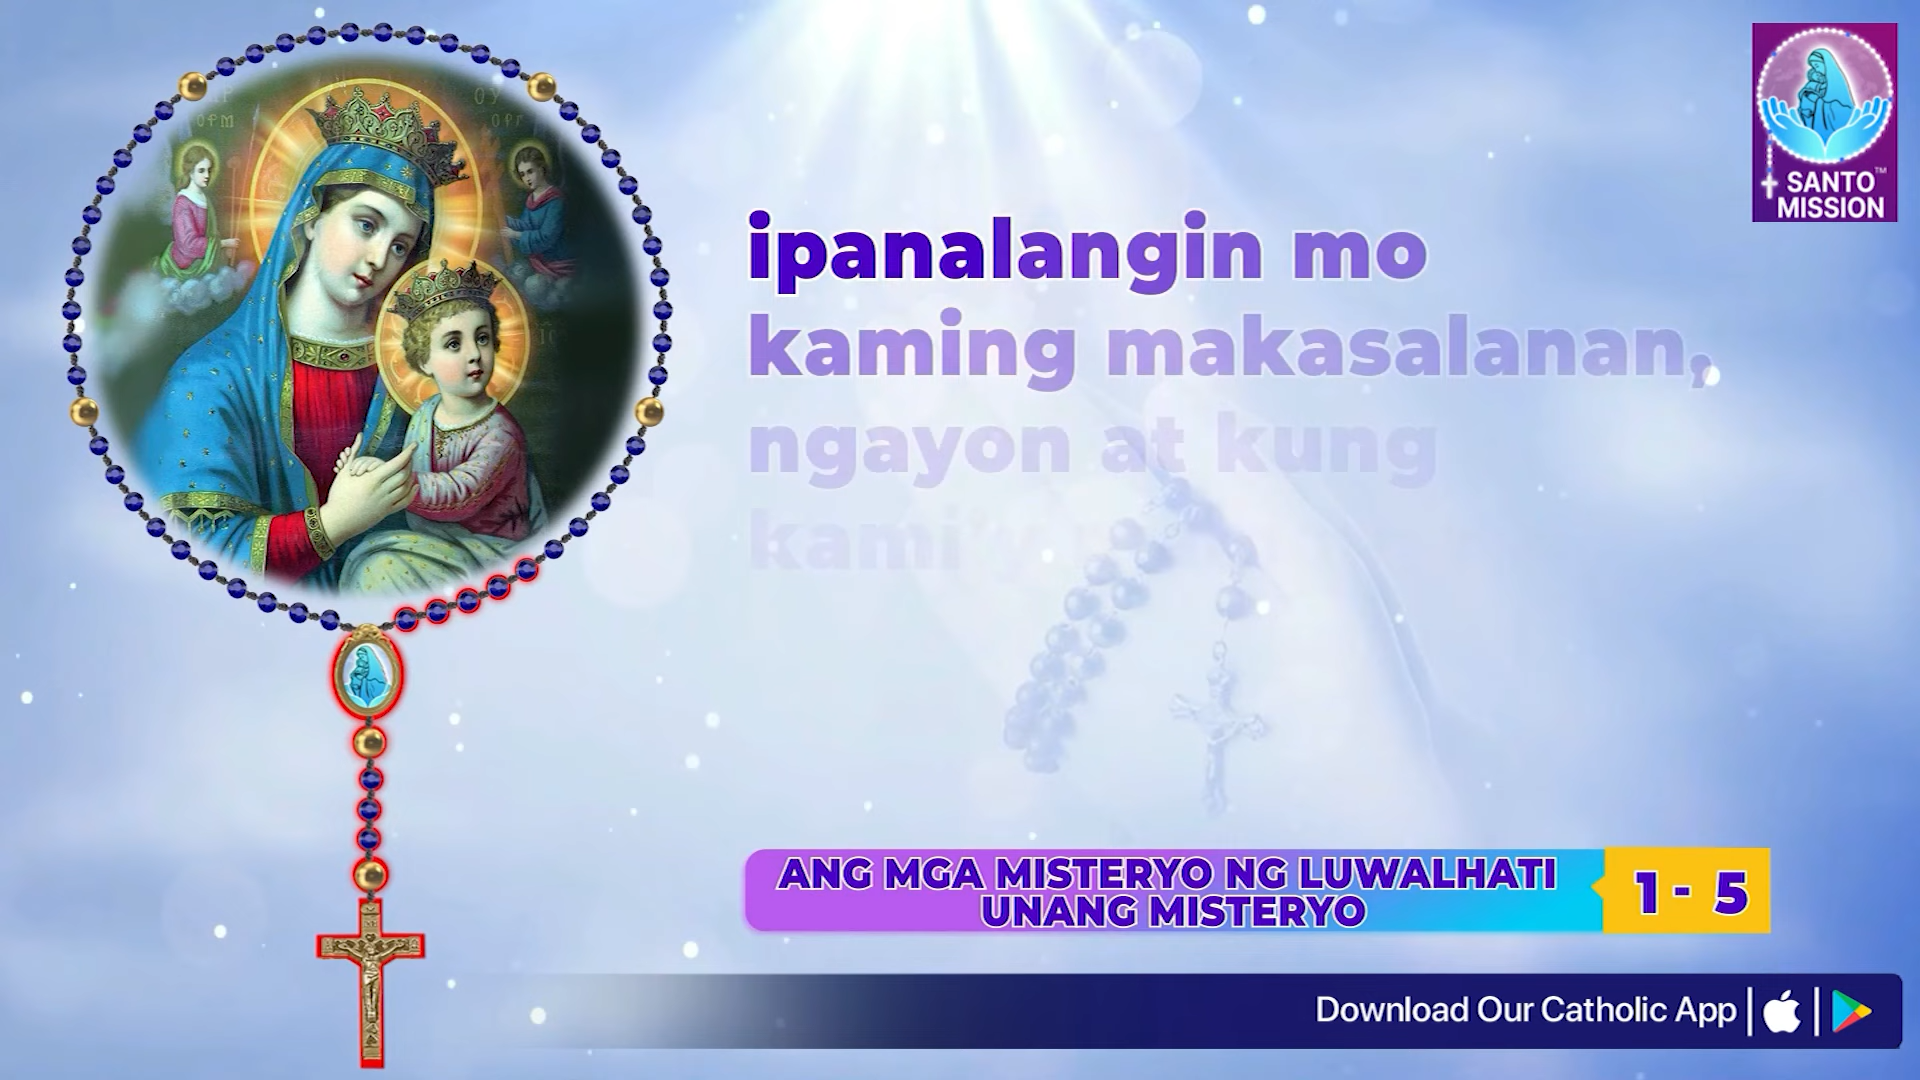 SANTO™
MISSION
ipanalangin mo
kaming makasalanan,
ngayon at kung
ANG MGA MISTERYO NG LUWALHATI
UNANG MISTERYO
1 - 5
Download Our Catholic App